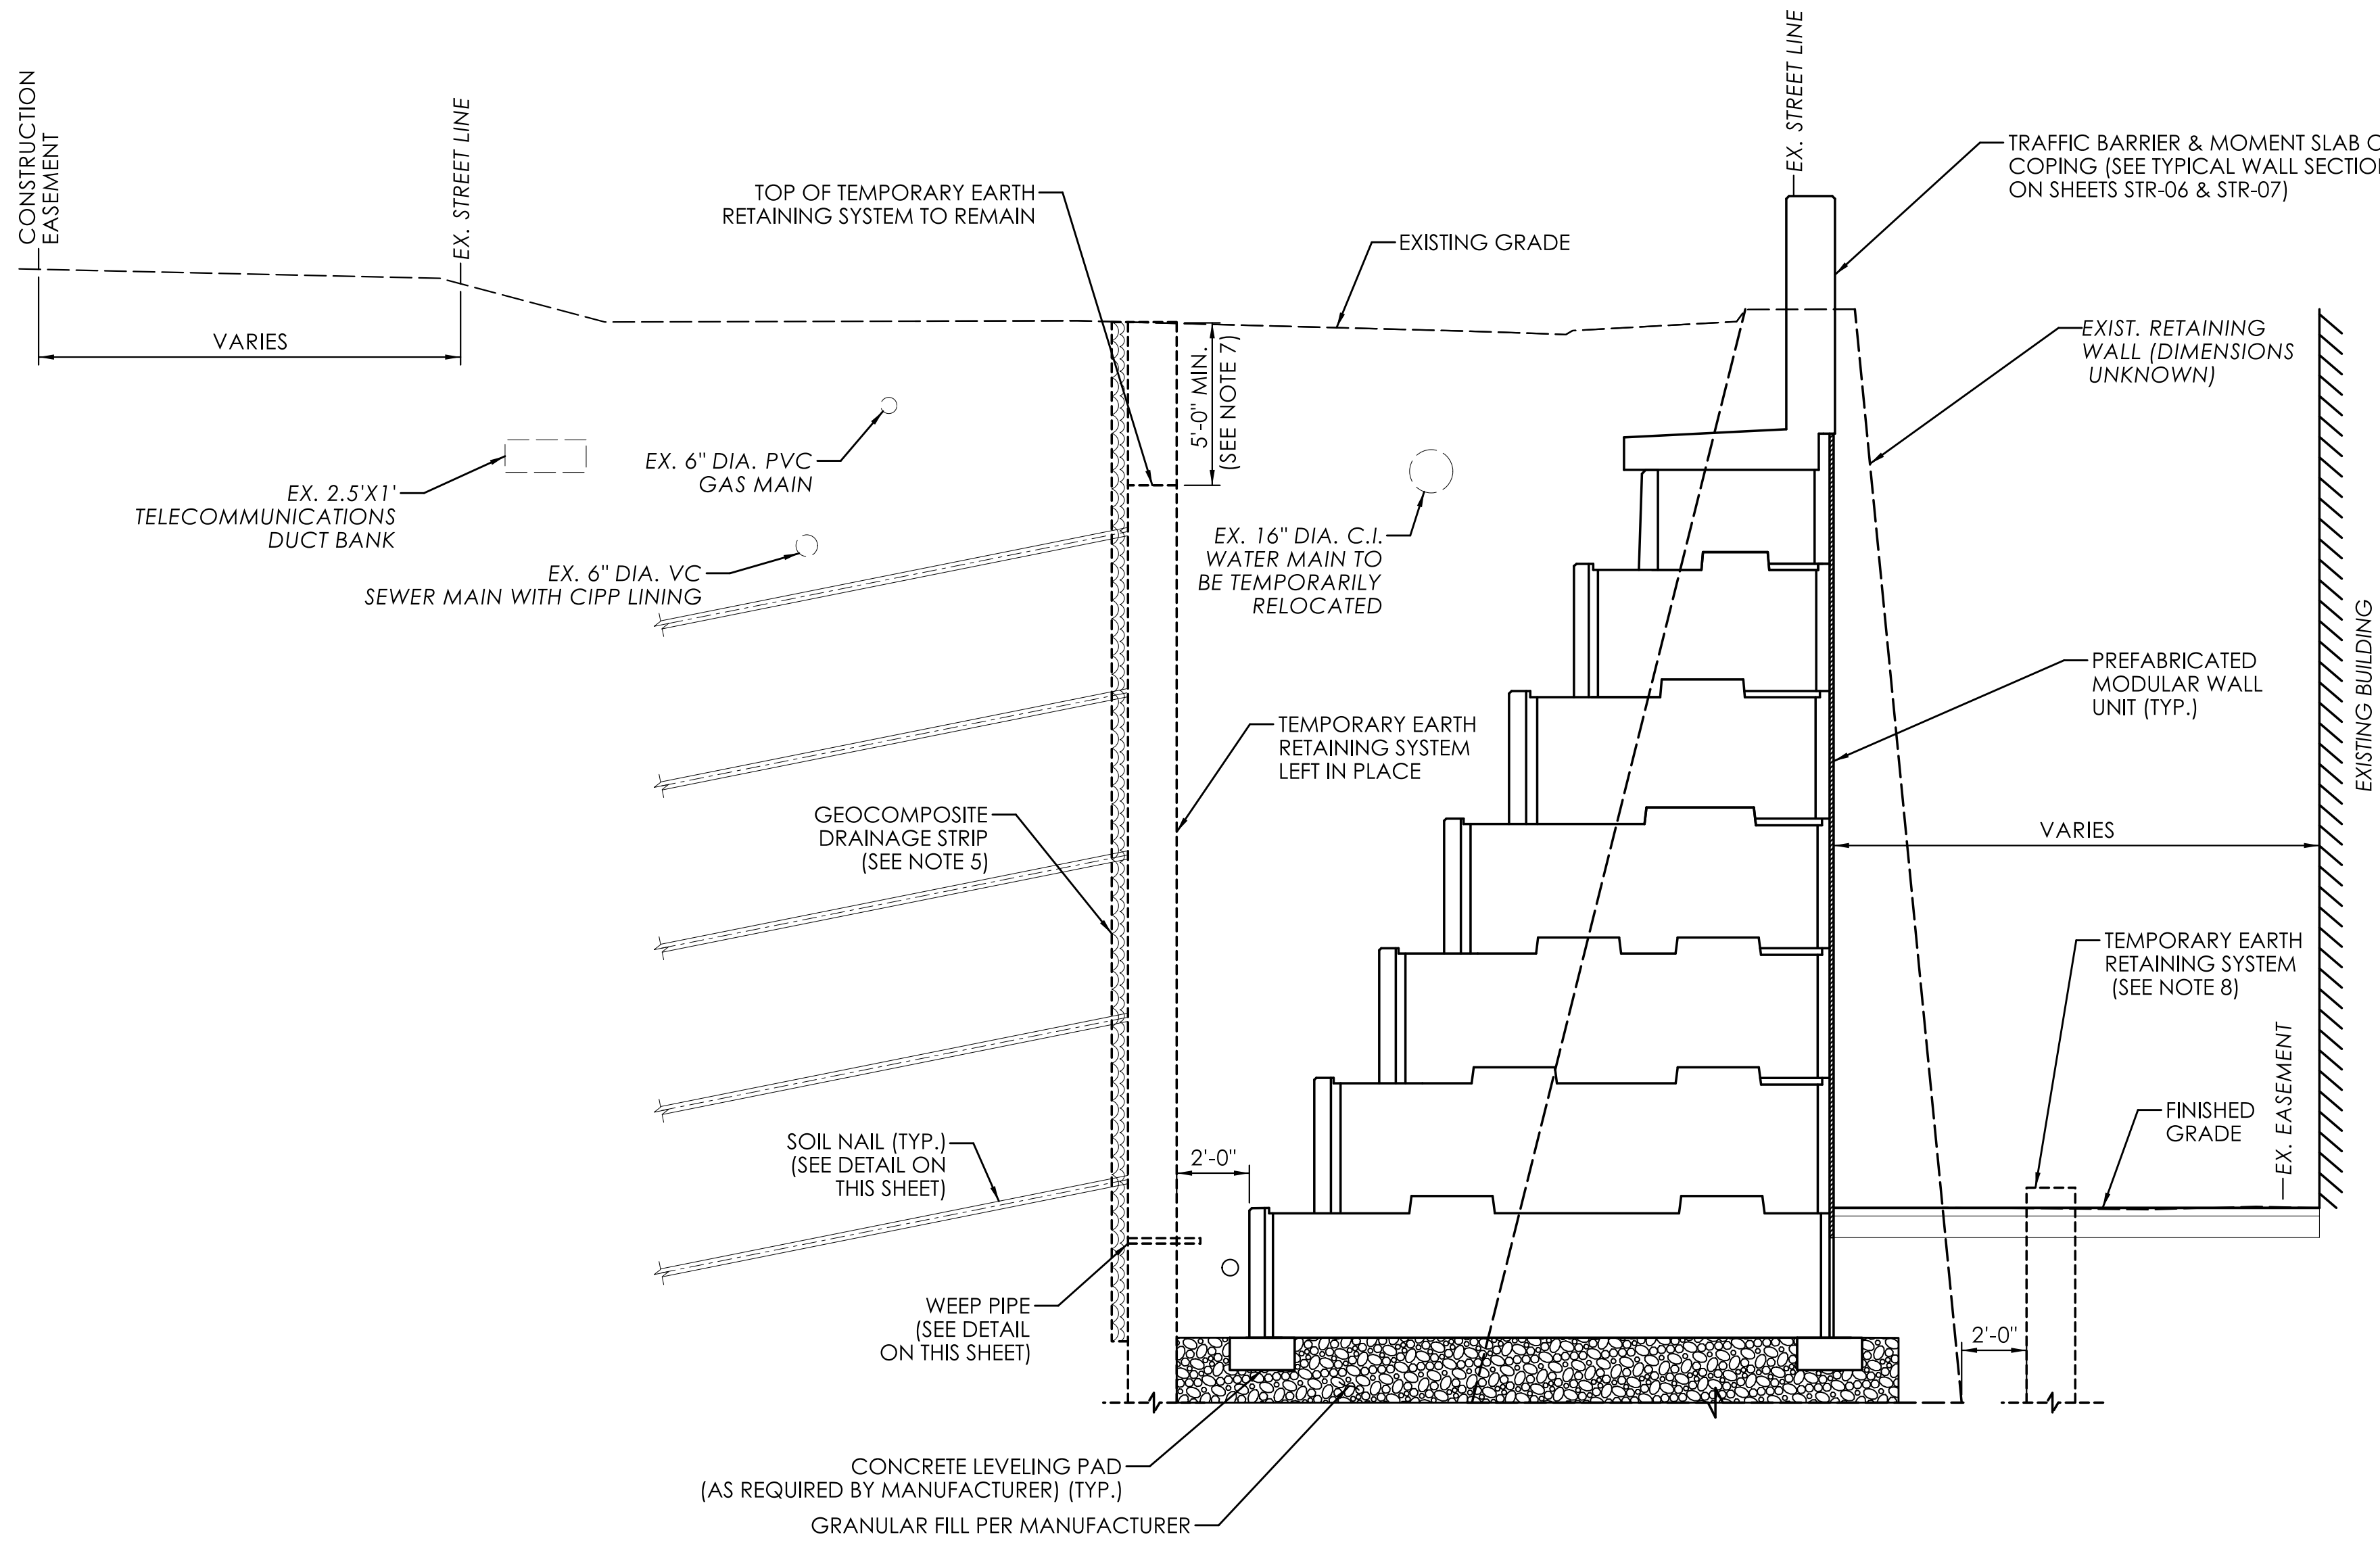 CONSTRUCTION
EASEMENT
EX. STREET LINE
EX. STREET LINE
TRAFFIC BARRIER & MOMENT SLAB
COPING (SEE TYPICAL WALL
ON SHEETS STR-06 & STR-07)
TOP OF TEMPORARY EARTH
RETAINING SYSTEM TO REMAIN
EXISTING GRADE
VARIES
EXIST. RETAINING
WALL (DIMENSIONS
UNKNOWN)
5'-0" MIN.
(SEE NOTE 7)
EX. 6" DIA. PVC
GAS MAIN
EX. 2.5'X1'
TELECOMMUNICATIONS
DUCT BANK
EX. 16" DIA. C.I.
WATER MAIN TO
BE TEMPORARILY
RELOCATED
EX. 6" DIA. VC
SEWER MAIN WITH CIPP LINING
EXISTING BUILDING
PREFABRICATED
MODULAR WALL
UNIT (TYP.)
TEMPORARY EARTH
RETAINING SYSTEM
LEFT IN PLACE
GEOCOMPOSITE
DRAINAGE STRIP
(SEE NOTE 5)
VARIES
TEMPORARY EARTH
RETAINING SYSTEM
(SEE NOTE 8)
EX. EASEMENT
FINISHED
GRADE
SOIL NAIL (TYP.)
(SEE DETAIL ON
THIS SHEET)
2'-0"
WEEP PIPE
(SEE DETAIL
ON THIS SHEET)
2'-0"
CONCRETE LEVELING PAD
(AS REQUIRED BY MANUFACTURER) (TYP.)
GRANULAR FILL PER MANUFACTURER